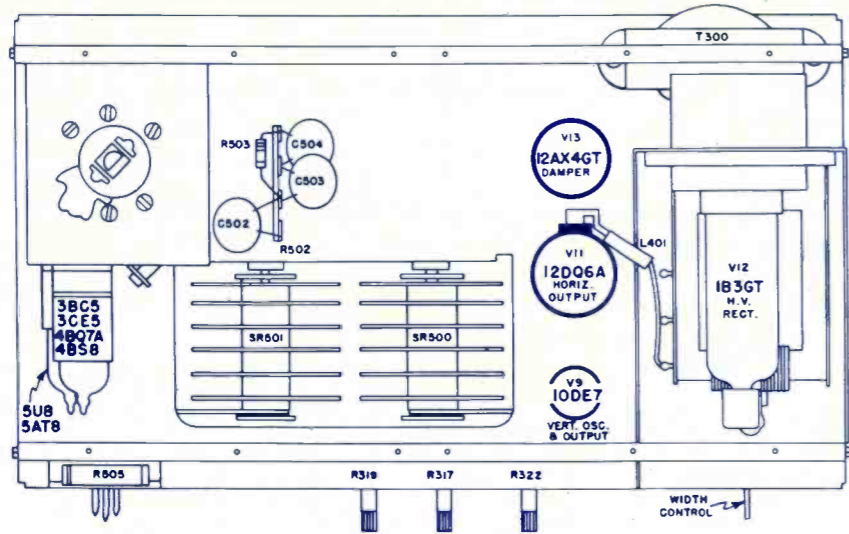 T300
R503
C504
C503
C502
R502
V13
12AX4GT
DAMPER
L401
V11
12DQ6A
HORIZ.
OUTPUT
V12
1B3GT
H.V.
RECT.
3BC5
3CE5
4BQ7A
4BS8
SR501
SR500
5U8
5AT8
V9
10DE7
VERT. OSC.
& OUTPUT
R505
R319
R317
R322
WIDTH
CONTROL